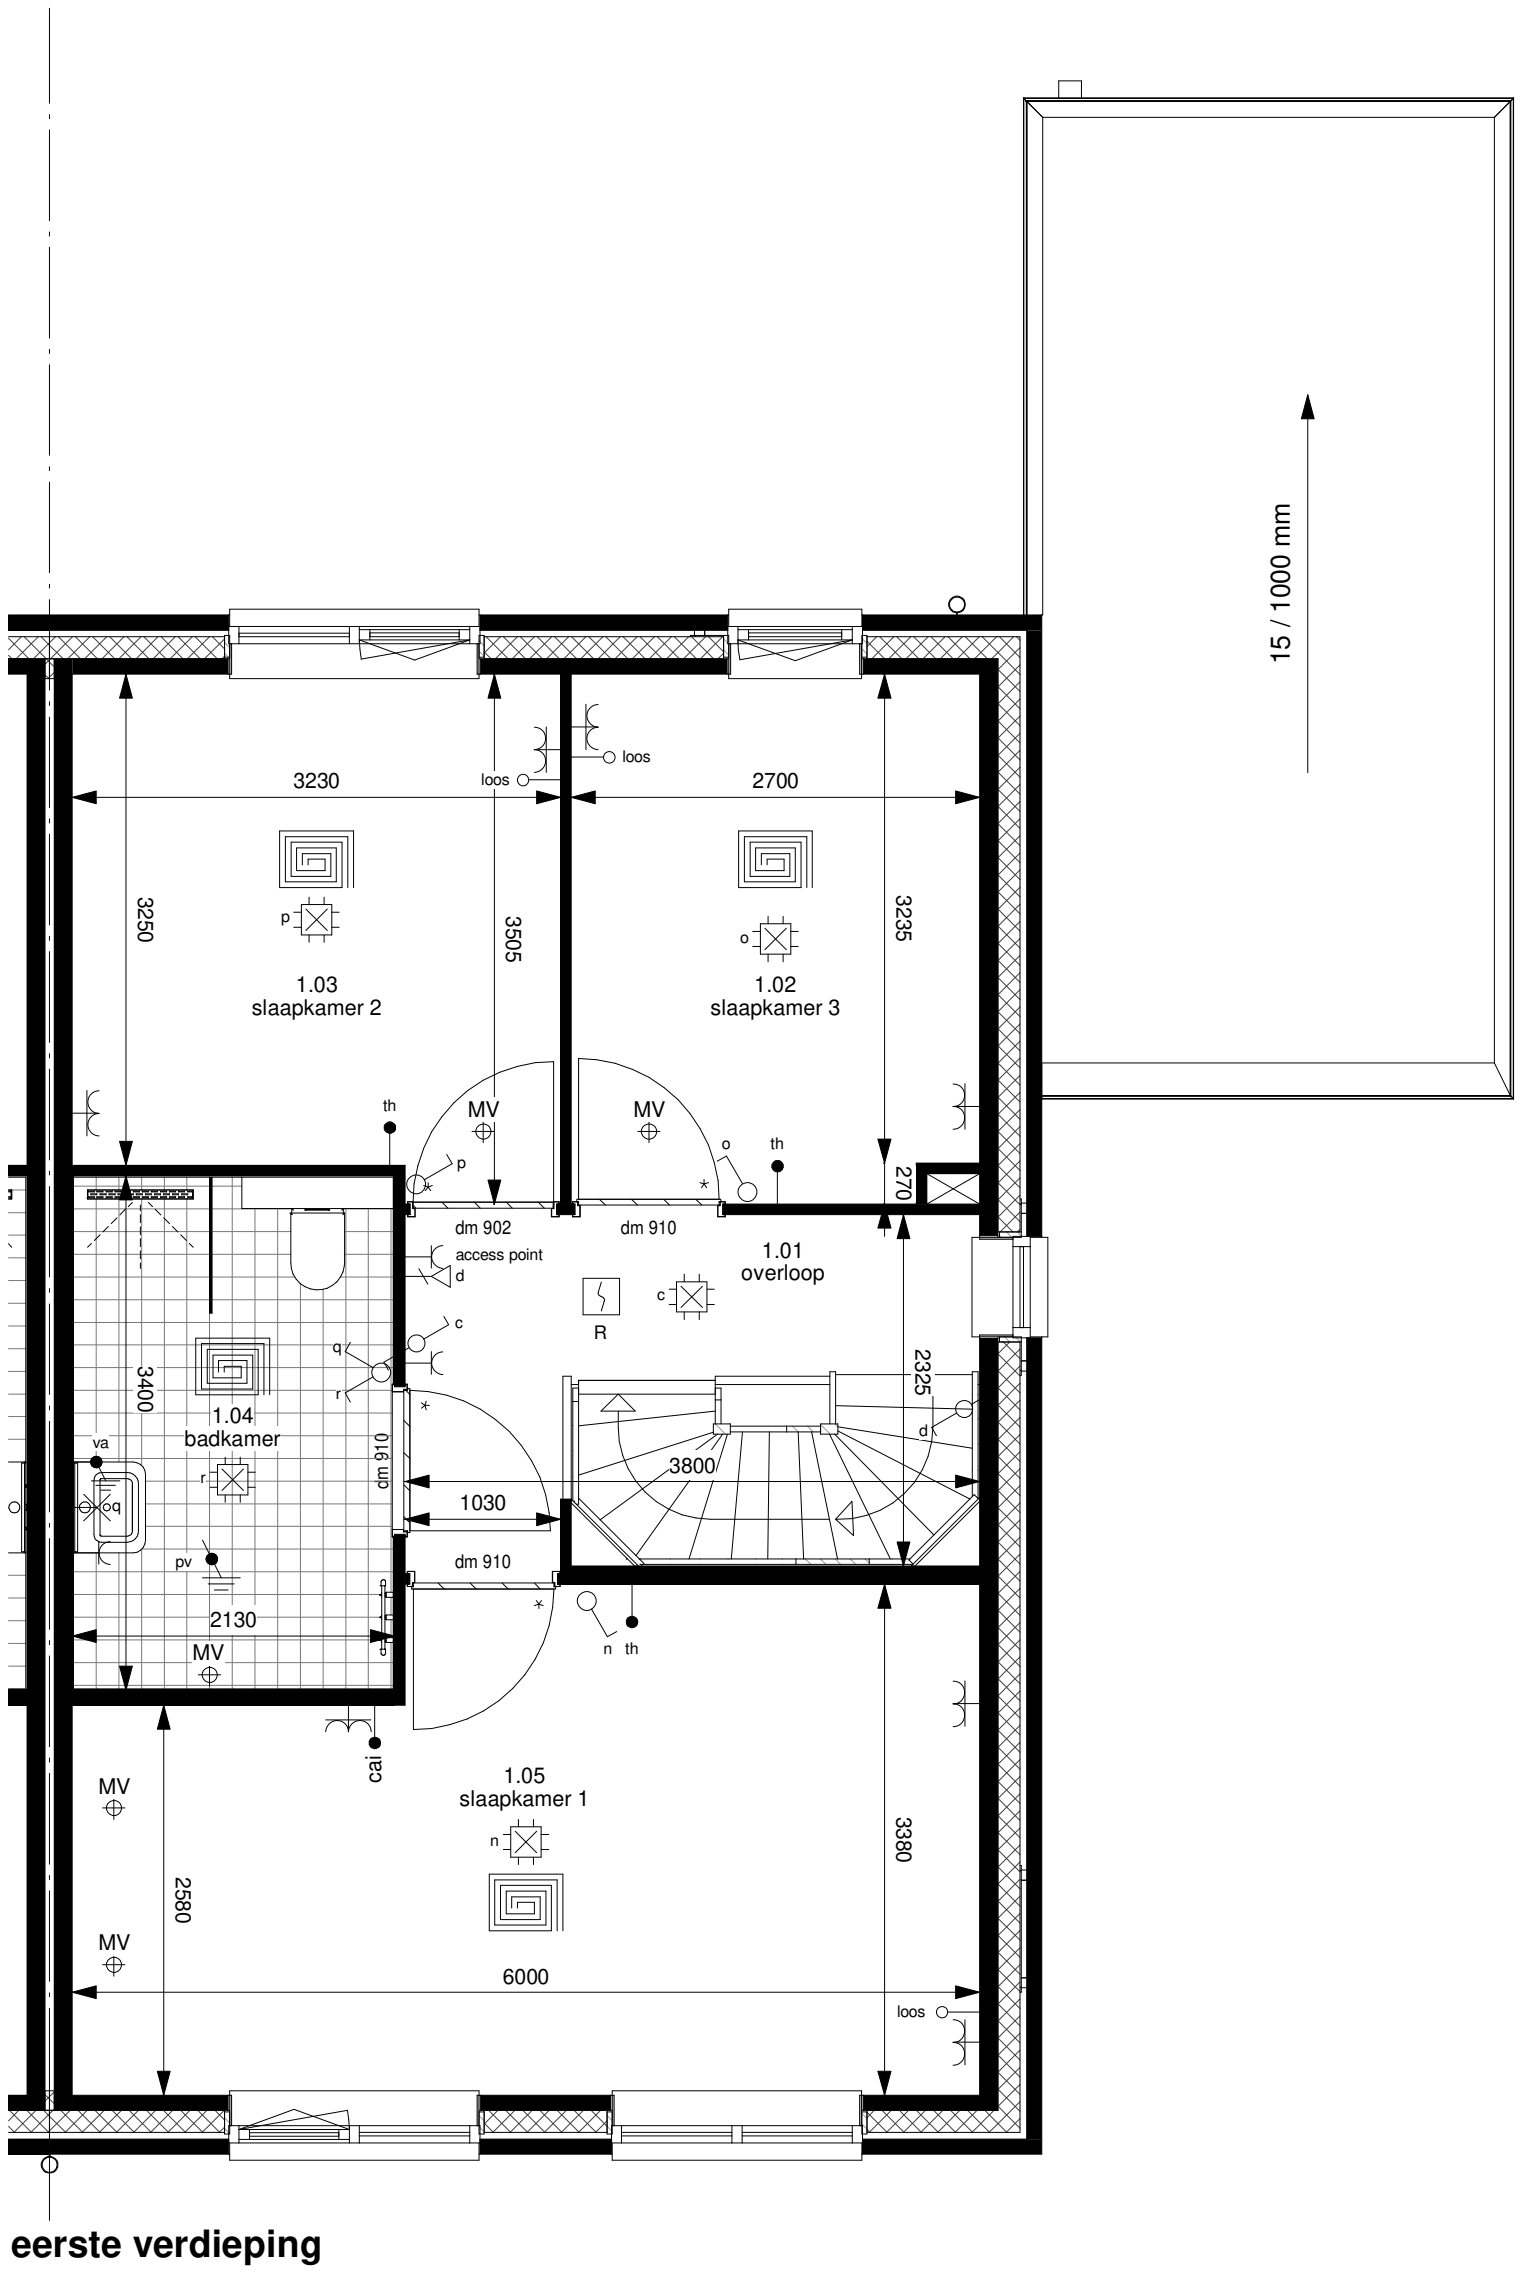 15 / 1000 mm
loos
loos
3230
2700
3250
3505
3235
p
o
1.03
slaapkamer 2
1.02
slaapkamer 3
th
MV
MV
p
o
th
270
dm 902
dm 910
access point
d
1.01
overloop
c
R
c
q
r
2325
3400
1.04
badkamer
va
r
q
dm 910
d
3800
1030
pv
dm 910
2130
MV
n
th
cai
1.05
slaapkamer 1
MV
n
3380
2580
MV
6000
loos
eerste verdieping